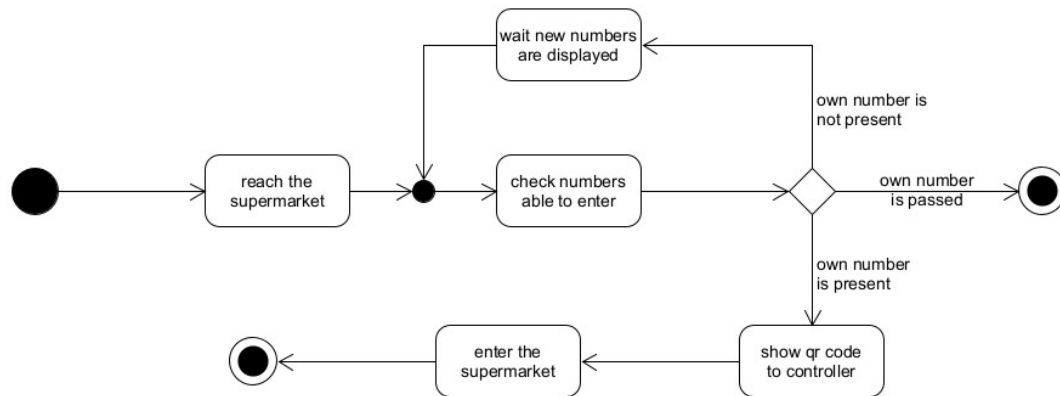 wait new numbers
are displayed
own number is
not present
reach the
supermarket
check numbers
able to enter
own number
is passed
own number
is present
enter the
supermarket
show qr code
to controller